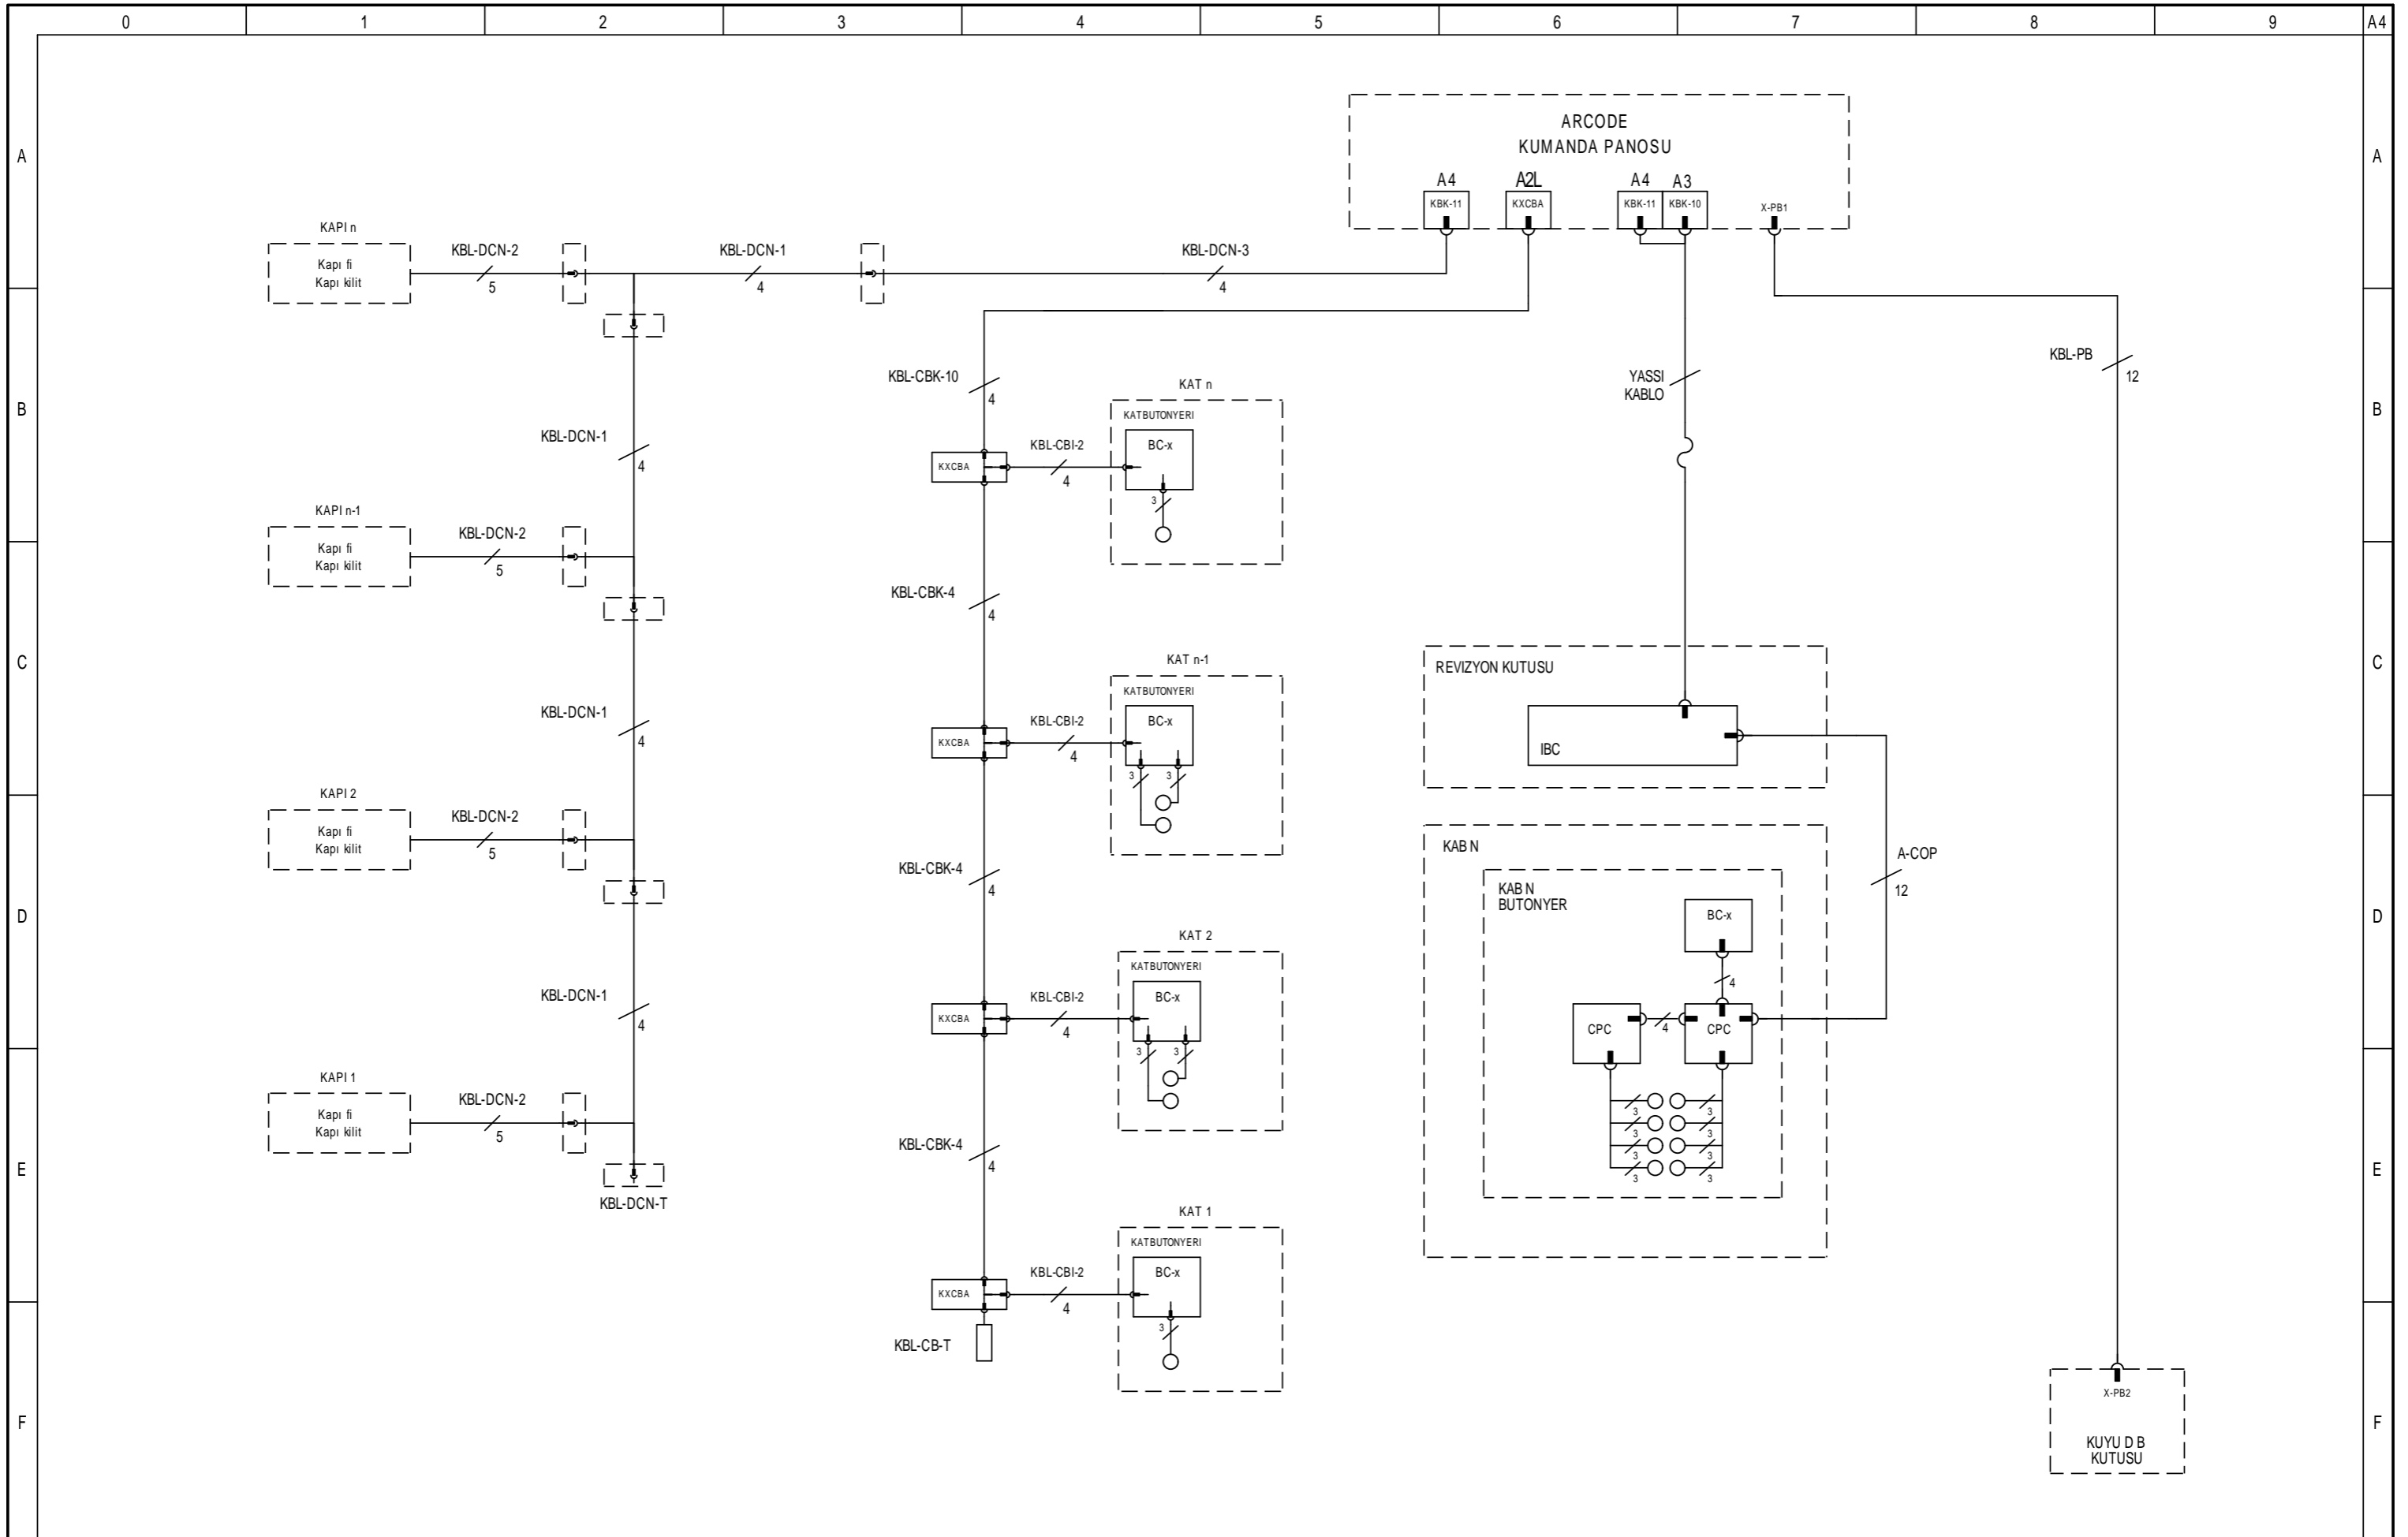 0 1 2 3 4 5 6 7 8 9 A4
A A
B B
C C
D D
E E
F F
ARCODE
KUMANDA PANOSU
A4 A2L A4 A3
KBK-11 KXCBA KBK-11 KBK-10 X-PB1
KAPI n
Kapı fi
Kapı kilit
KBL-DCN-2
5
KBL-DCN-1
4
KBL-DCN-3
4
KBL-DCN-1
4
KAPI n-1
Kapı fi
Kapı kilit
KBL-DCN-2
5
KBL-DCN-1
4
KAPI 2
Kapı fi
Kapı kilit
KBL-DCN-2
5
KBL-DCN-1
4
KAPI 1
Kapı fi
Kapı kilit
KBL-DCN-2
5
KBL-DCN-T
KBL-CBK-10
4
KAT n
KATBUTONYERI
KXCBA
KBL-CBI-2
4
BC-x
3
KBL-CBK-4
4
KAT n-1
KATBUTONYERI
KXCBA
KBL-CBI-2
4
BC-x
3 3
KBL-CBK-4
4
KAT 2
KATBUTONYERI
KXCBA
KBL-CBI-2
4
BC-x
3 3
KBL-CBK-4
4
KAT 1
KATBUTONYERI
KXCBA
KBL-CBI-2
4
BC-x
3
KBL-CB-T
YASSI
KABLO
REVIZYON KUTUSU
IBC
A-COP
12
KAB N
KAB N
BUTONYER
BC-x
4
CPC
4
CPC
3 3
3 3
3 3
3 3
KBL-PB
12
X-PB2
KUYU D B
KUTUSU